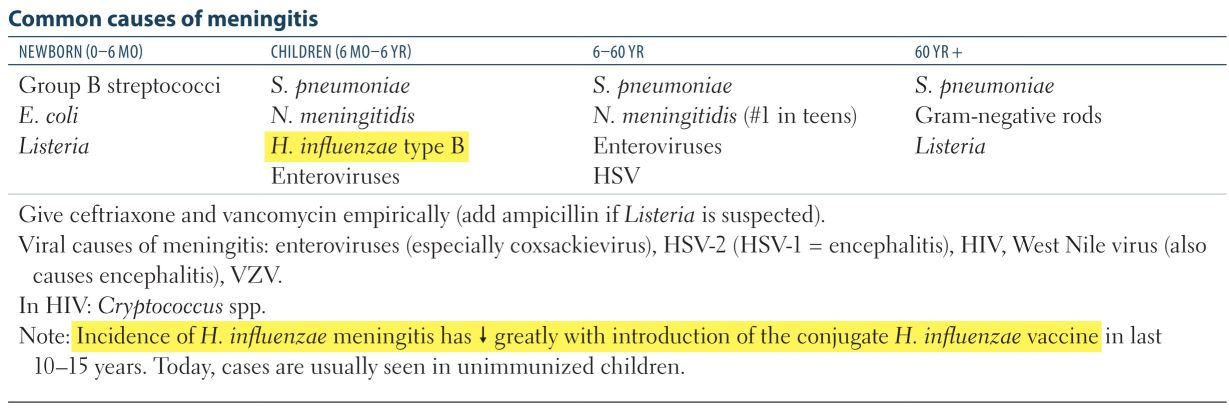 Common causes of meningitis
NEWBORN (0–6 MO) CHILDREN (6 MO–6 YR) 6–60 YR 60 YR +
Group B streptococci S. pneumoniae S. pneumoniae S. pneumoniae
E. coli N. meningitidis N. meningitidis (#1 in teens) Gram-negative rods
Listeria H. influenzae type B Enteroviruses Listeria
Enteroviruses HSV
Give ceftriaxone and vancomycin empirically (add ampicillin if Listeria is suspected).
Viral causes of meningitis: enteroviruses (especially coxsackievirus), HSV-2 (HSV-1 = encephalitis), HIV, West Nile virus (also
causes encephalitis), VZV.
In HIV: Cryptococcus spp.
Note: Incidence of H. influenzae meningitis has ↓ greatly with introduction of the conjugate H. influenzae vaccine in last
10–15 years. Today, cases are usually seen in unimmunized children.